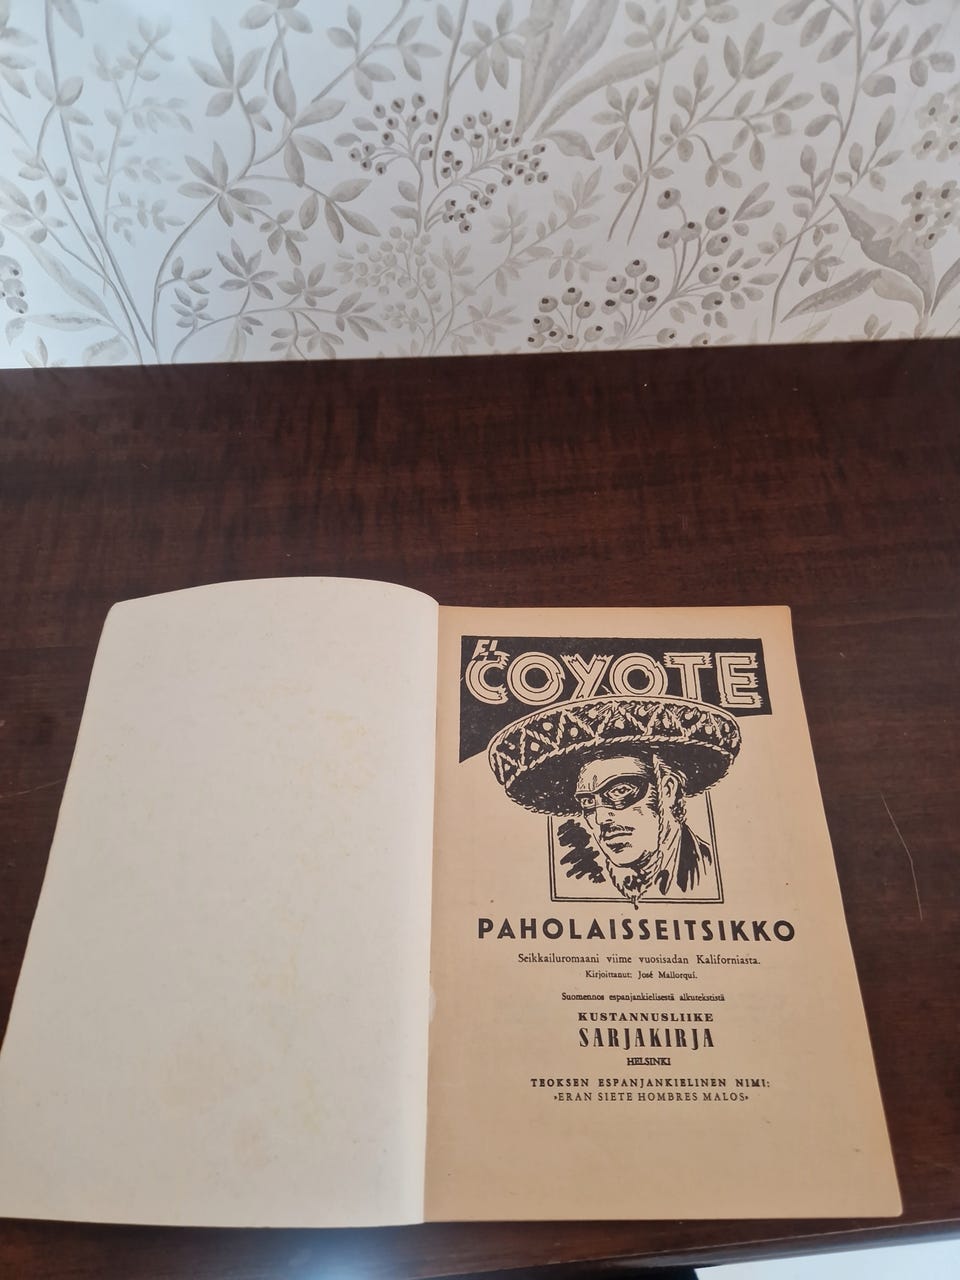 EL
COYOTE
PAHOLAISSEITSIKKO
Seikkailuromaani viime vuosisadan Kaliforniasta.
Kirjoittanut: José Mallorquí.
Suomennos espanjankielisestä alkutekstistä
KUSTANNUSLIIKE
SARJAKIRJA
HELSINKI
TEOKSEN ESPANJANKIELINEN NIMI:
»ERAN SIETE HOMBRES MALOS»